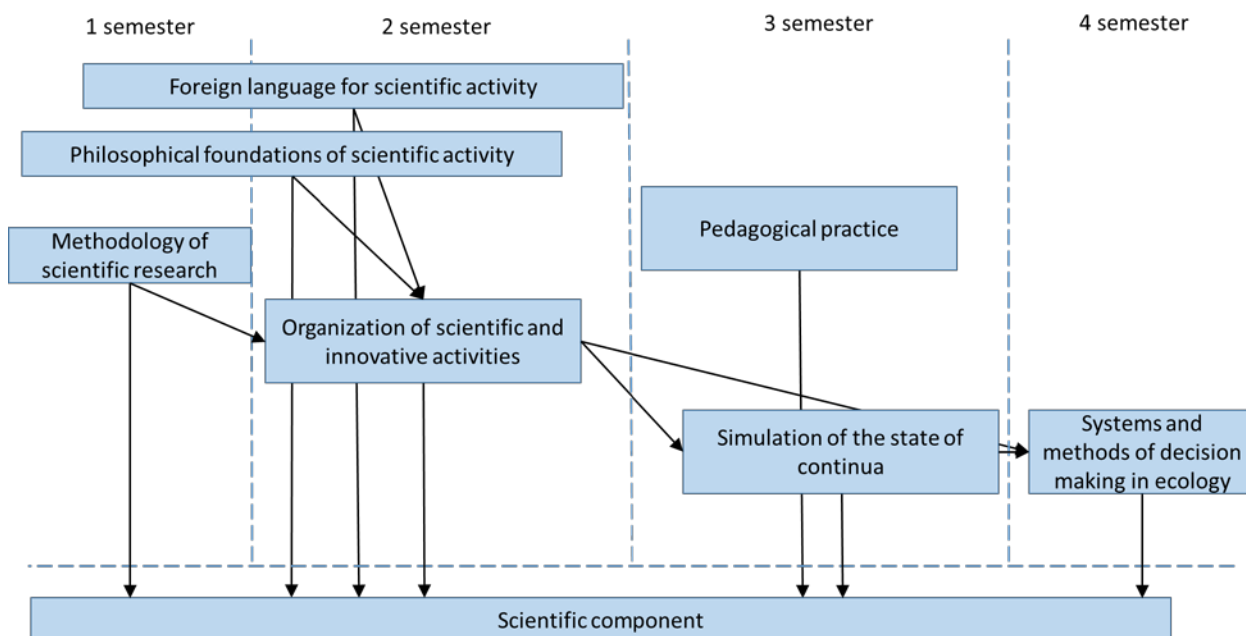 1 semester
2 semester
3 semester
4 semester
Foreign language for scientific activity
Philosophical foundations of scientific activity
Methodology of
scientific research
Pedagogical practice
Organization of scientific and
innovative activities
Simulation of the state of
continua
Systems and
methods of decision
making in ecology
Scientific component